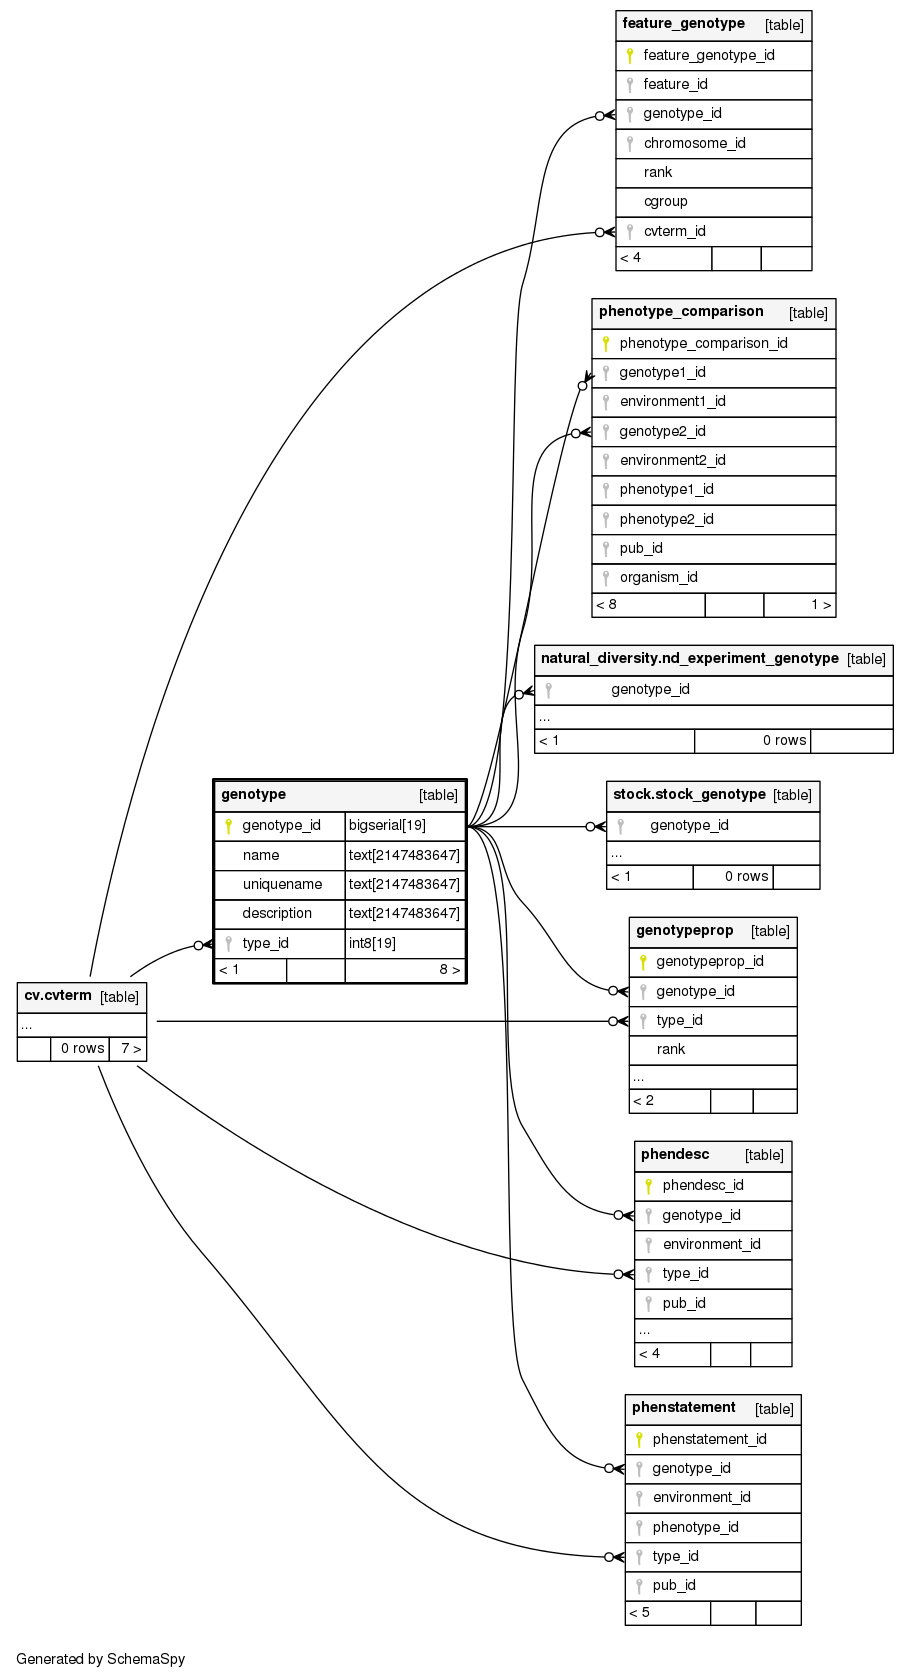 feature_genotype [table]
feature_genotype_id
feature_id
genotype_id
chromosome_id
rank
cgroup
cvterm_id
< 4
phenotype_comparison [table]
phenotype_comparison_id
genotype1_id
environment1_id
genotype2_id
environment2_id
phenotype1_id
phenotype2_id
pub_id
organism_id
< 8 1 >
natural_diversity.nd_experiment_genotype [table]
genotype_id
...
< 1 0 rows
genotype [table]
genotype_id bigserial[19]
name text[2147483647]
uniquename text[2147483647]
description text[2147483647]
type_id int8[19]
< 1 8 >
stock.stock_genotype [table]
genotype_id
...
< 1 0 rows
genotypeprop [table]
genotypeprop_id
genotype_id
type_id
rank
...
< 2
cv.cvterm [table]
...
0 rows 7 >
phendesc [table]
phendesc_id
genotype_id
environment_id
type_id
pub_id
...
< 4
phenstatement [table]
phenstatement_id
genotype_id
environment_id
phenotype_id
type_id
pub_id
< 5
Generated by SchemaSpy